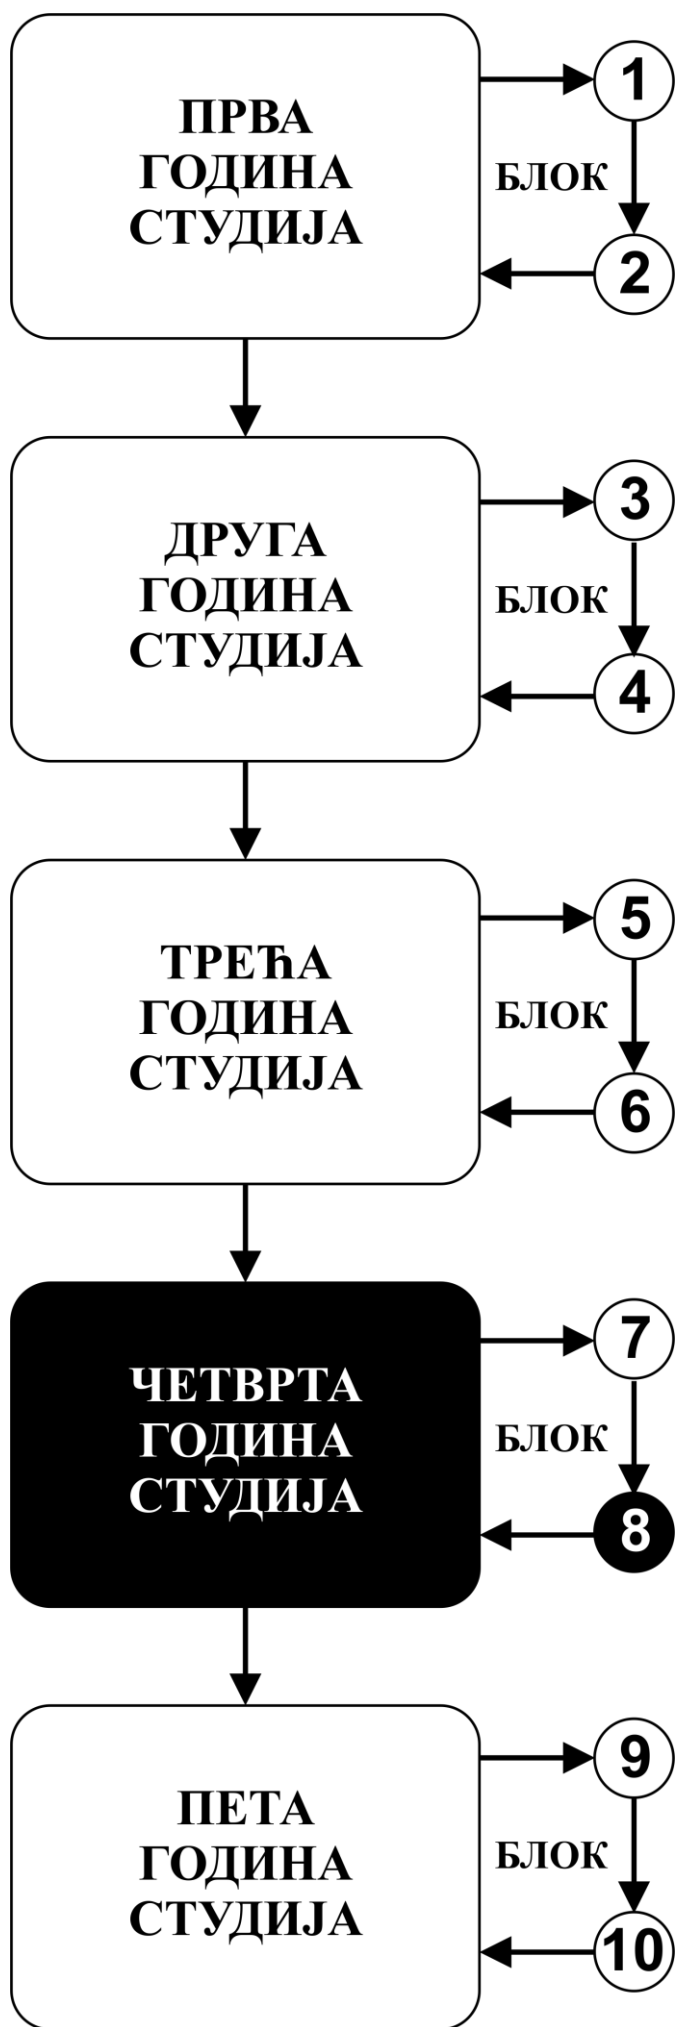 ПРВА
ГОДИНА
СТУДИЈА
1
БЛОК
2
ДРУГА
ГОДИНА
СТУДИЈА
3
БЛОК
4
ТРЕЋА
ГОДИНА
СТУДИЈА
5
БЛОК
6
ЧЕТВРТА
ГОДИНА
СТУДИЈА
7
БЛОК
8
ПЕТА
ГОДИНА
СТУДИЈА
9
БЛОК
10